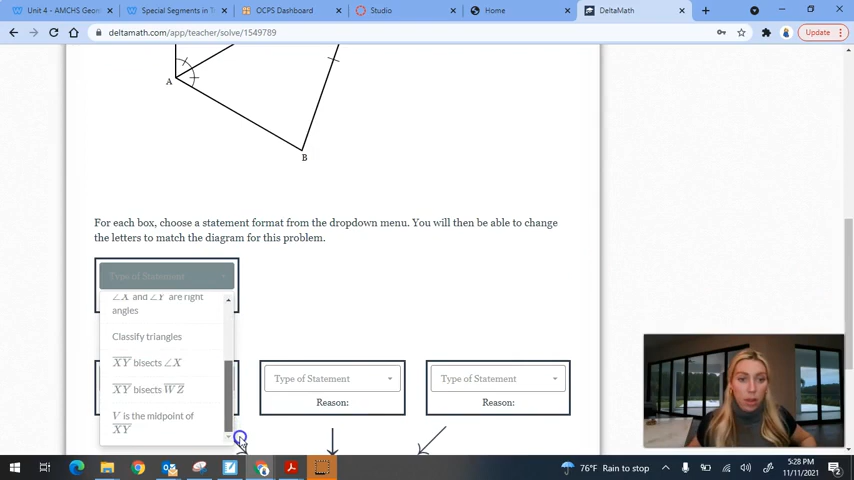 Unit 4 - AMCHS Geom
Special Segments in T
OCPS Dashboard
Studio
Home
DeltaMath
deltamath.com/app/teacher/solve/1549789
Update
A
B
For each box, choose a statement format from the dropdown menu. You will then be able to change
the letters to match the diagram for this problem.
Type of Statement
∠A and ∠Y are right
angles
Classify triangles
XY bisects ∠X
XY bisects WZ
V is the midpoint of
XY
Type of Statement
Reason:
Type of Statement
Reason:
76°F Rain to stop
5:28 PM
11/11/2021
2